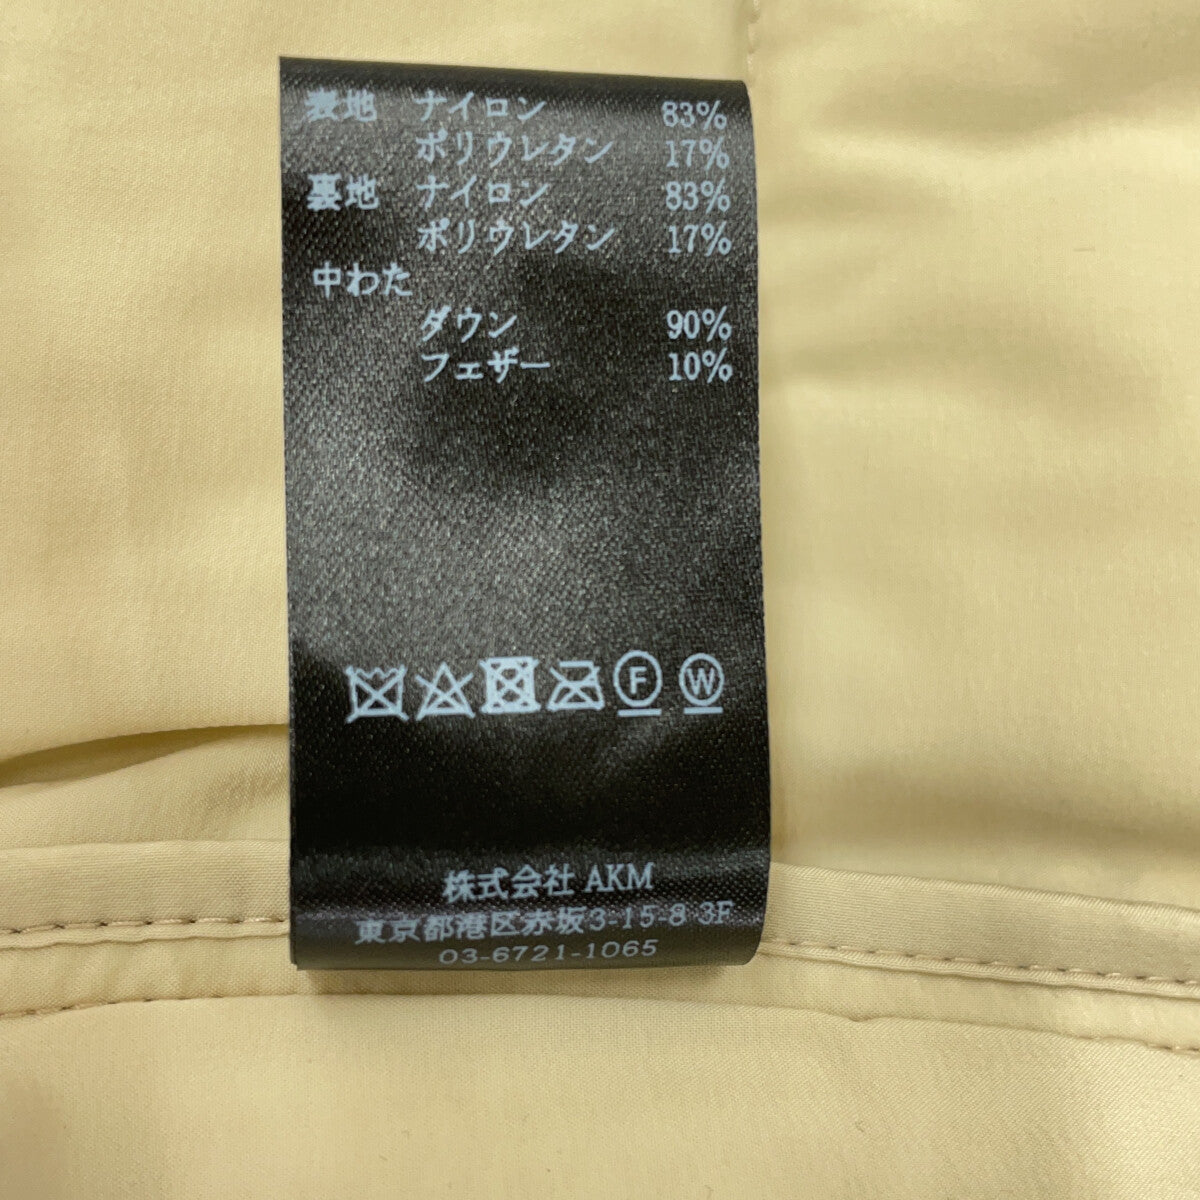 表地 ナイロン 83%
ポリウレタン 17%
裏地 ナイロン 83%
ポリウレタン 17%
中わた
ダウン 90%
フェザー 10%
F W
株式会社 AKM
東京都港区赤坂3-15-8 3F
03-6721-1065